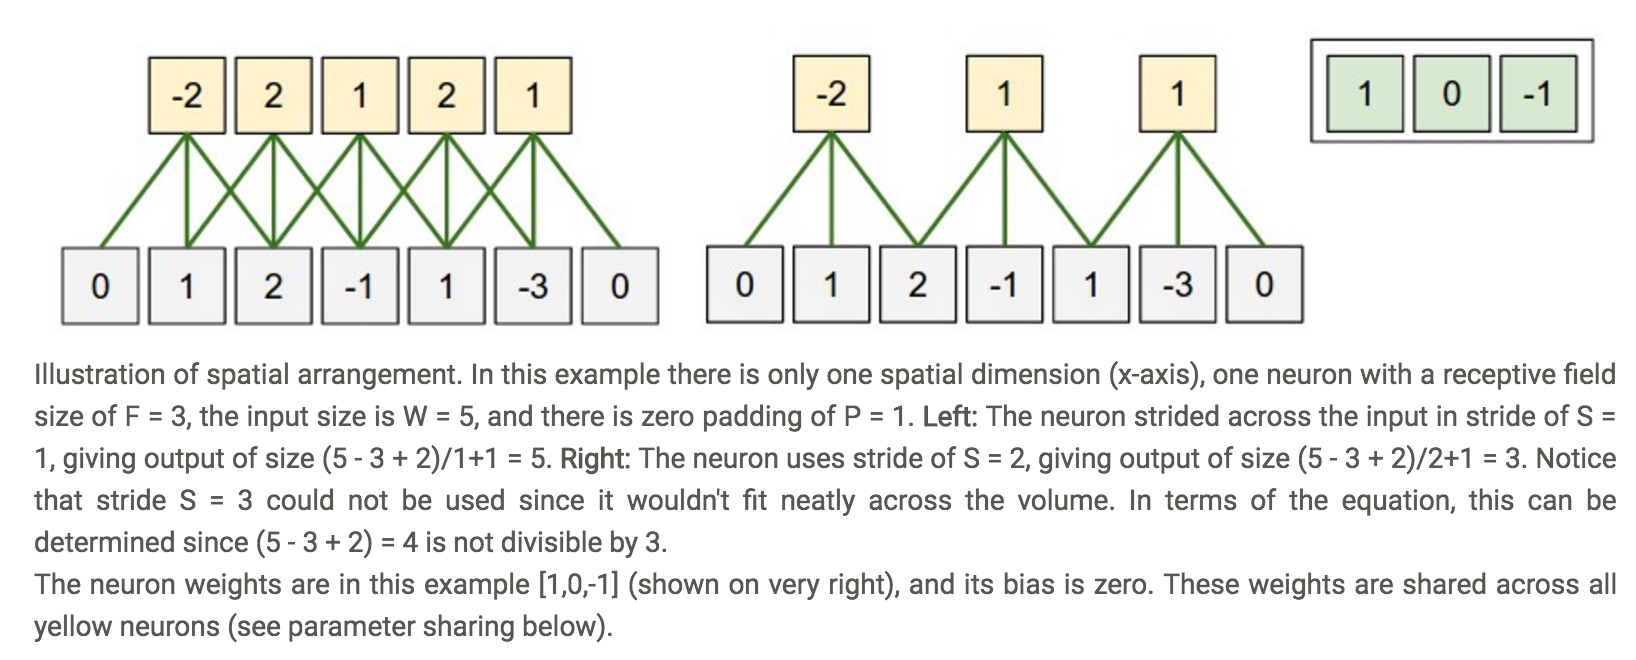 -2 2 1 2 1
-2 1 1
1 0 -1
0 1 2 -1 1 -3 0
0 1 2 -1 1 -3 0
Illustration of spatial arrangement. In this example there is only one spatial dimension (x-axis), one neuron with a receptive field
size of F = 3, the input size is W = 5, and there is zero padding of P = 1. Left: The neuron strided across the input in stride of S =
1, giving output of size (5 - 3 + 2)/1+1 = 5. Right: The neuron uses stride of S = 2, giving output of size (5 - 3 + 2)/2+1 = 3. Notice
that stride S = 3 could not be used since it wouldn't fit neatly across the volume. In terms of the equation, this can be
determined since (5 - 3 + 2) = 4 is not divisible by 3.
The neuron weights are in this example [1,0,-1] (shown on very right), and its bias is zero. These weights are shared across all
yellow neurons (see parameter sharing below).